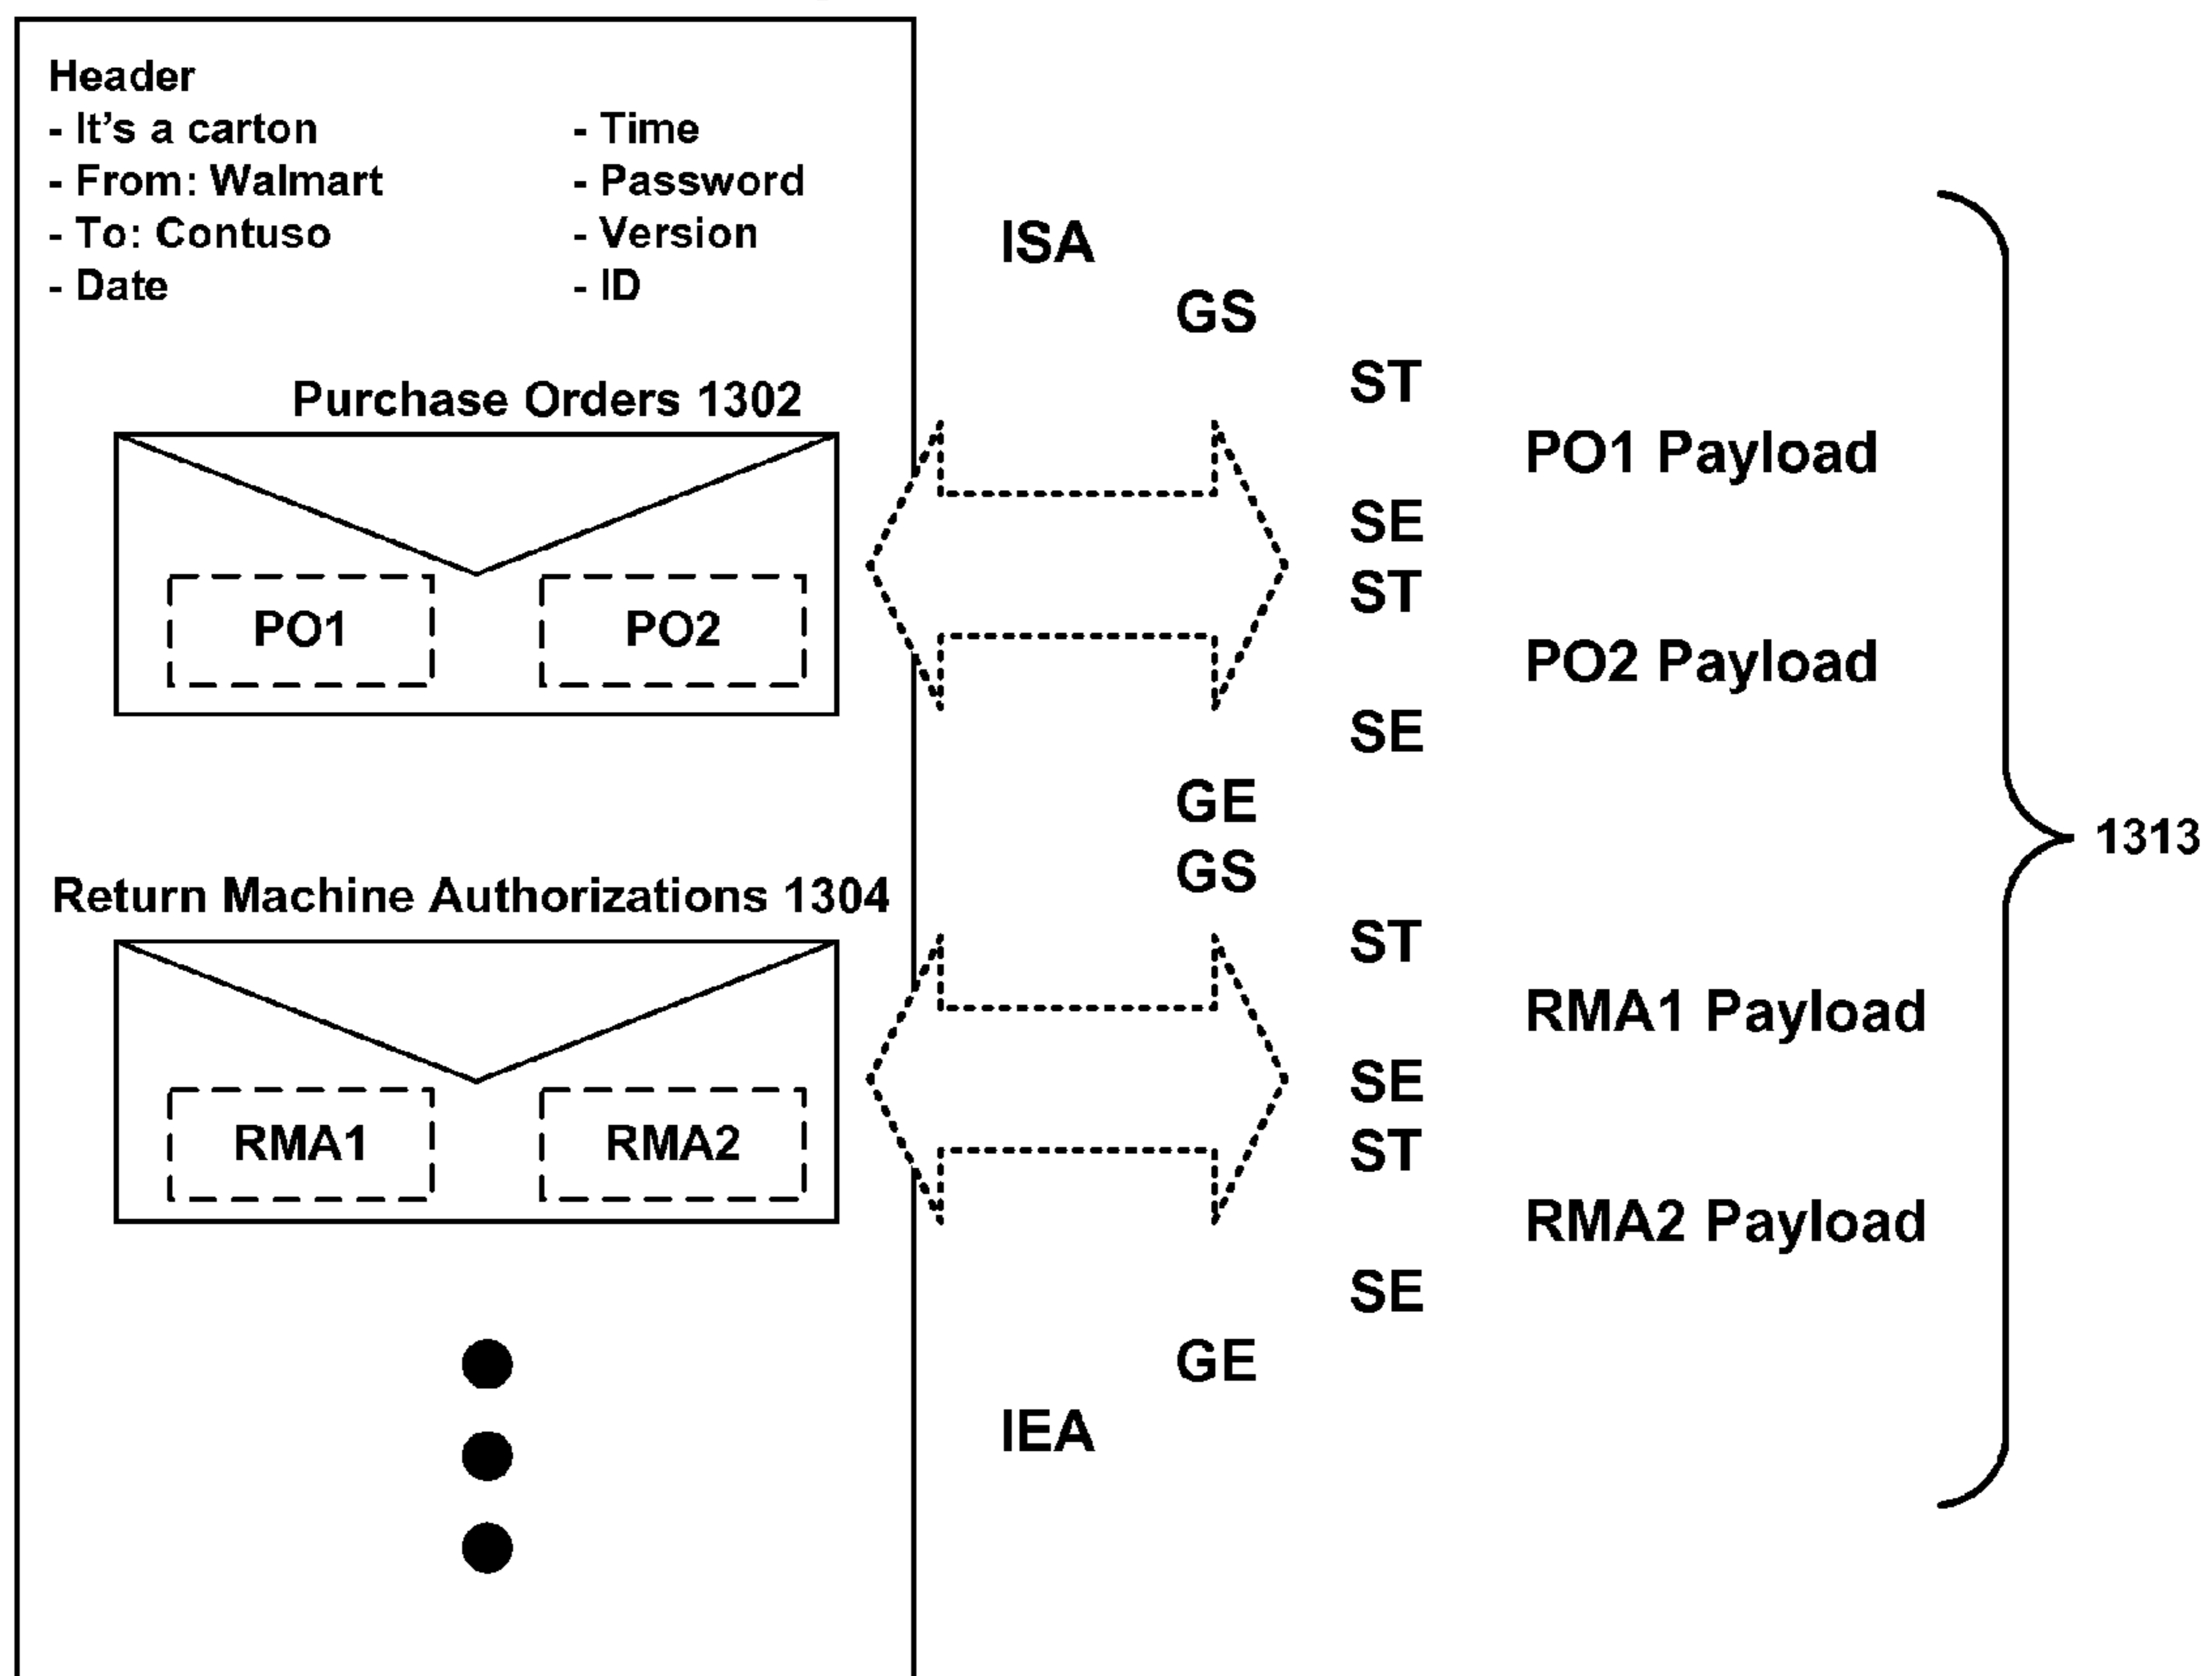 Header
- It's a carton
- From: Walmart
- To: Contuso
- Date
- Time
- Password
- Version
- ID
Purchase Orders 1302
PO1
PO2
Return Machine Authorizations 1304
RMA1
RMA2
ISA
GS
ST
PO1 Payload
SE
ST
PO2 Payload
SE
GE
GS
ST
RMA1 Payload
SE
ST
RMA2 Payload
SE
GE
IEA
1313